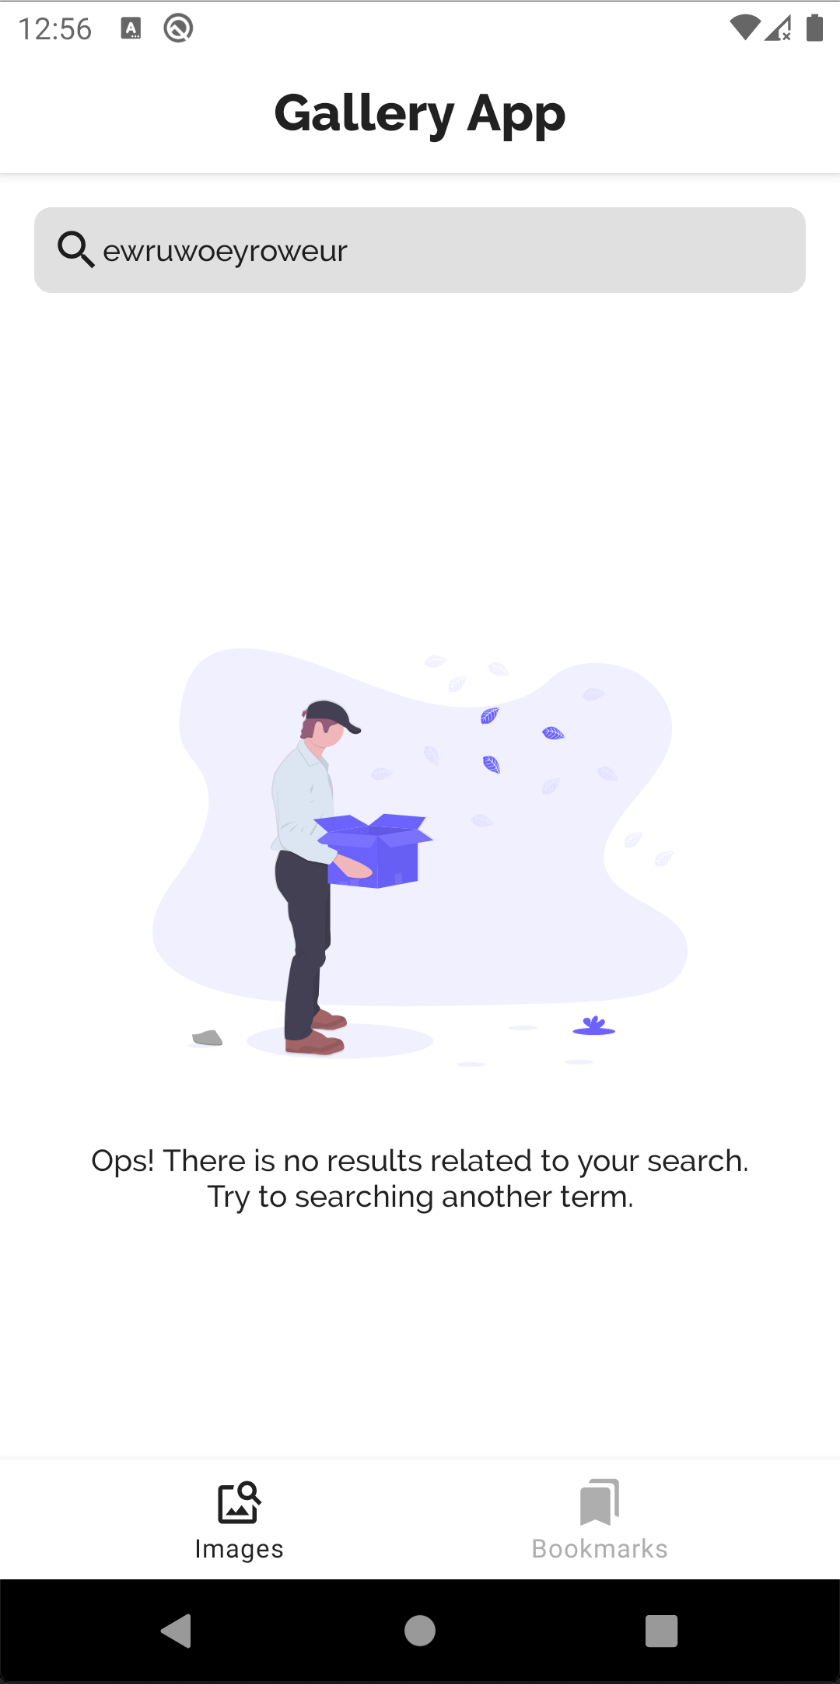 12:56
Gallery App
ewruwoeyroweur
Ops! There is no results related to your search.
Try to searching another term.
Images
Bookmarks